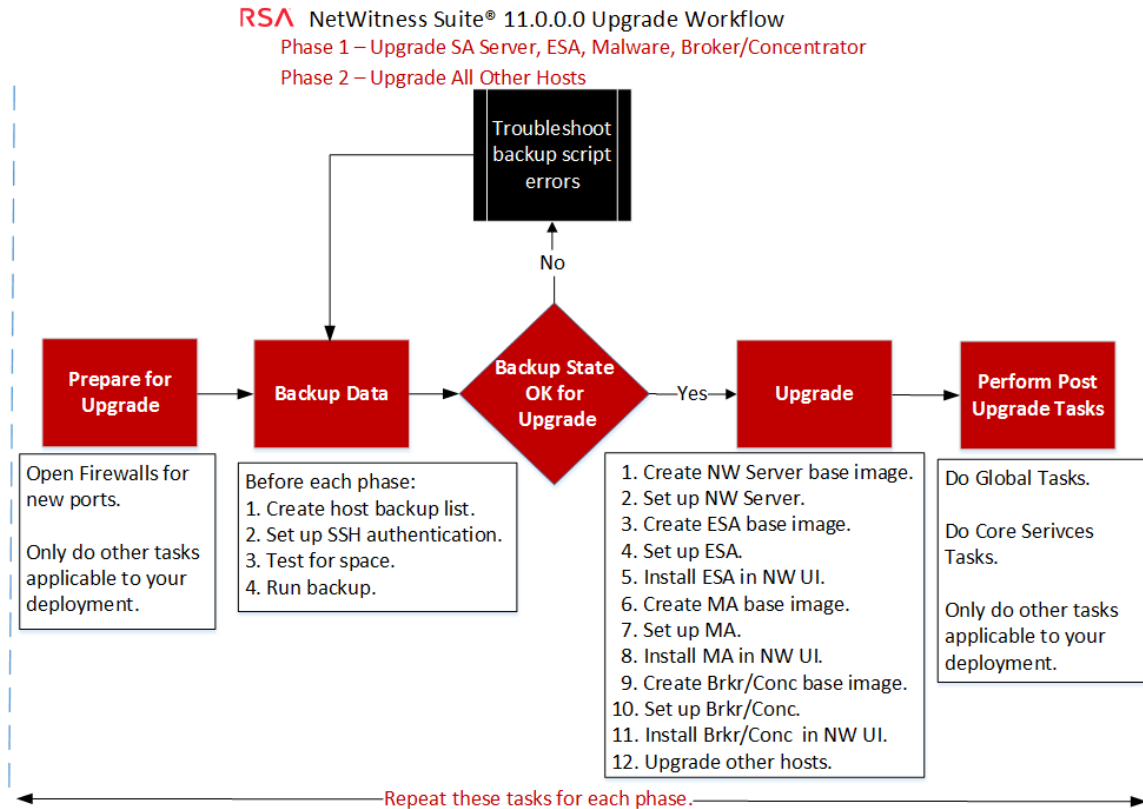 RSA NetWitness Suite® 11.0.0.0 Upgrade Workflow
Phase 1 – Upgrade SA Server, ESA, Malware, Broker/Concentrator
Phase 2 – Upgrade All Other Hosts
Troubleshoot
backup script
errors
No
Prepare for
Upgrade
Backup Data
Backup State
OK for
Upgrade
Yes
Upgrade
Perform Post
Upgrade Tasks
Open Firewalls for
new ports.
Only do other tasks
applicable to your
deployment.
Before each phase:
1. Create host backup list.
2. Set up SSH authentication.
3. Test for space.
4. Run backup.
1. Create NW Server base image.
2. Set up NW Server.
3. Create ESA base image.
4. Set up ESA.
5. Install ESA in NW UI.
6. Create MA base image.
7. Set up MA.
8. Install MA in NW UI.
9. Create Brkr/Conc base image.
10. Set up Brkr/Conc.
11. Install Brkr/Conc in NW UI.
12. Upgrade other hosts.
Do Global Tasks.
Do Core Serivces
Tasks.
Only do other tasks
applicable to your
deployment.
Repeat these tasks for each phase.